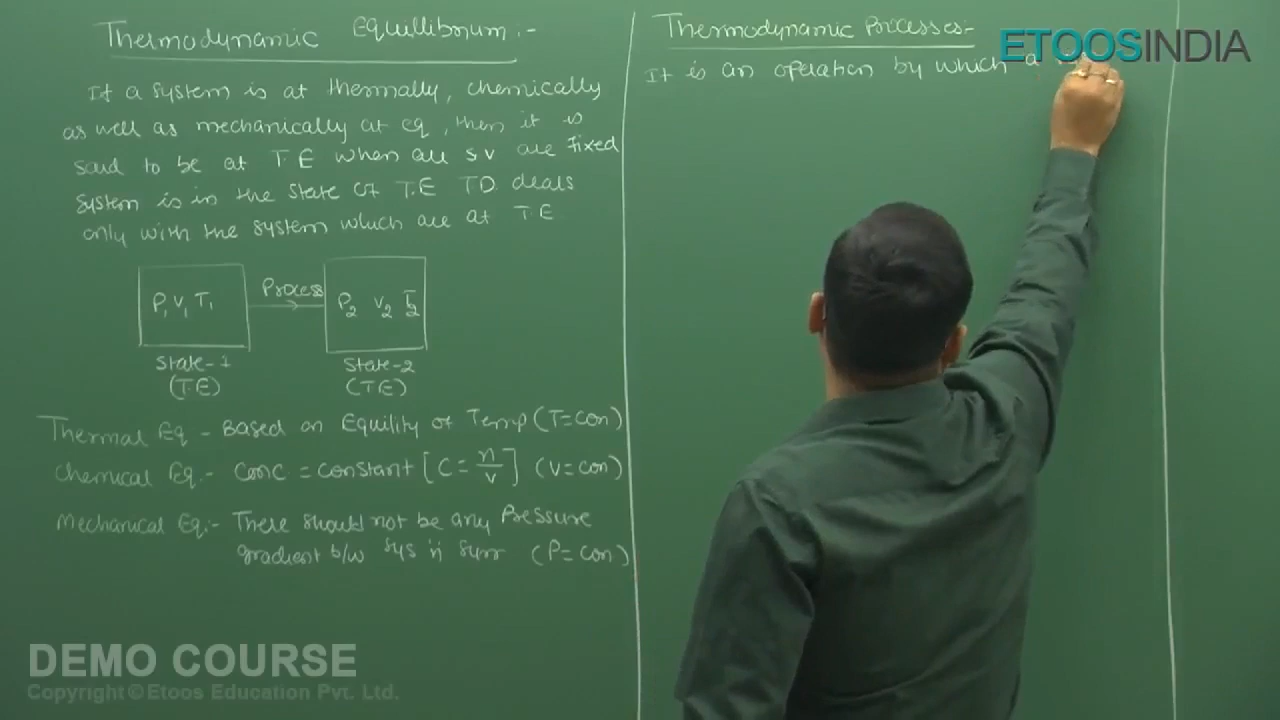 Thermodynamic Equillibrum :-
If a system is at thermally, chemically
as well as mechanically at eq, then it is
said to be at T.E when all S.V are Fixed
System is in the state of T.E TD deals
only with the system which are at T.E
P1 V1 T1
Process
P2 V2 T2
State-1
(T.E)
State-2
(T.E)
Thermal Eq - Based on Equility of Temp (T=con)
Chemical Eq.- Conc = constant [C = n/v] (V=con)
Mechanical Eq:- There should not be any Pressure
gradient b/w sys n surr (P=con)
Thermodynamic Processes:-
It is an operation by which a
ETOOSINDIA
DEMO COURSE
Copyright © Etoos Education Pvt. Ltd.